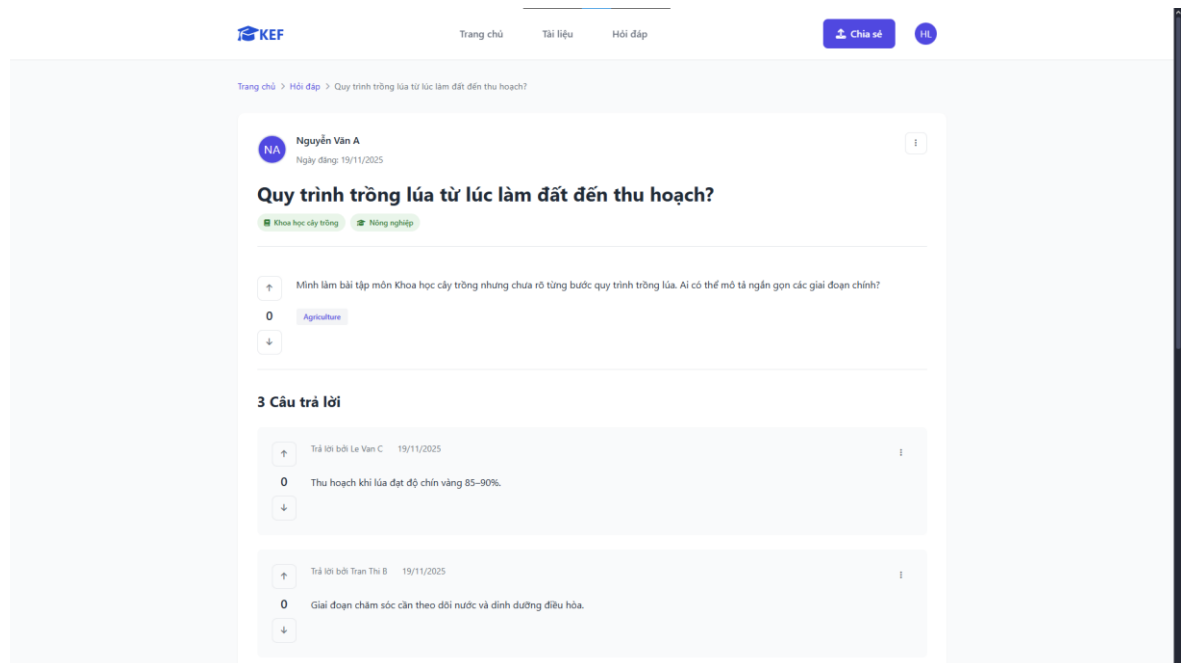 KEF
Trang chủ
Tài liệu
Hỏi đáp
Chia sẻ
HL
Trang chủ > Hỏi đáp > Quy trình trồng lúa từ lúc làm đất đến thu hoạch?
NA
Nguyễn Văn A
Ngày đăng: 19/11/2025
Quy trình trồng lúa từ lúc làm đất đến thu hoạch?
Khoa học cây trồng
Nông nghiệp
Mình làm bài tập môn Khoa học cây trồng nhưng chưa rõ từng bước quy trình trồng lúa. Ai có thể mô tả ngắn gọn các giai đoạn chính?
0
Agriculture
3 Câu trả lời
Trả lời bởi Le Van C 19/11/2025
0
Thu hoạch khi lúa đạt độ chín vàng 85–90%.
Trả lời bởi Tran Thi B 19/11/2025
0
Giai đoạn chăm sóc cần theo dõi nước và dinh dưỡng điều hòa.